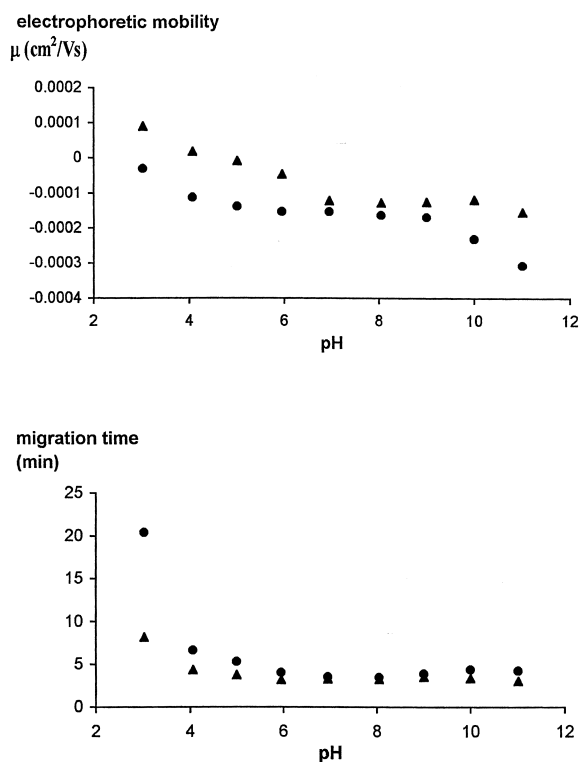 electrophoretic mobility
μ (cm²/Vs)
0.0002
0.0001
0
-0.0001
-0.0002
-0.0003
-0.0004
2 4 6 8 10 12
pH
migration time
(min)
25
20
15
10
5
0
2 4 6 8 10 12
pH